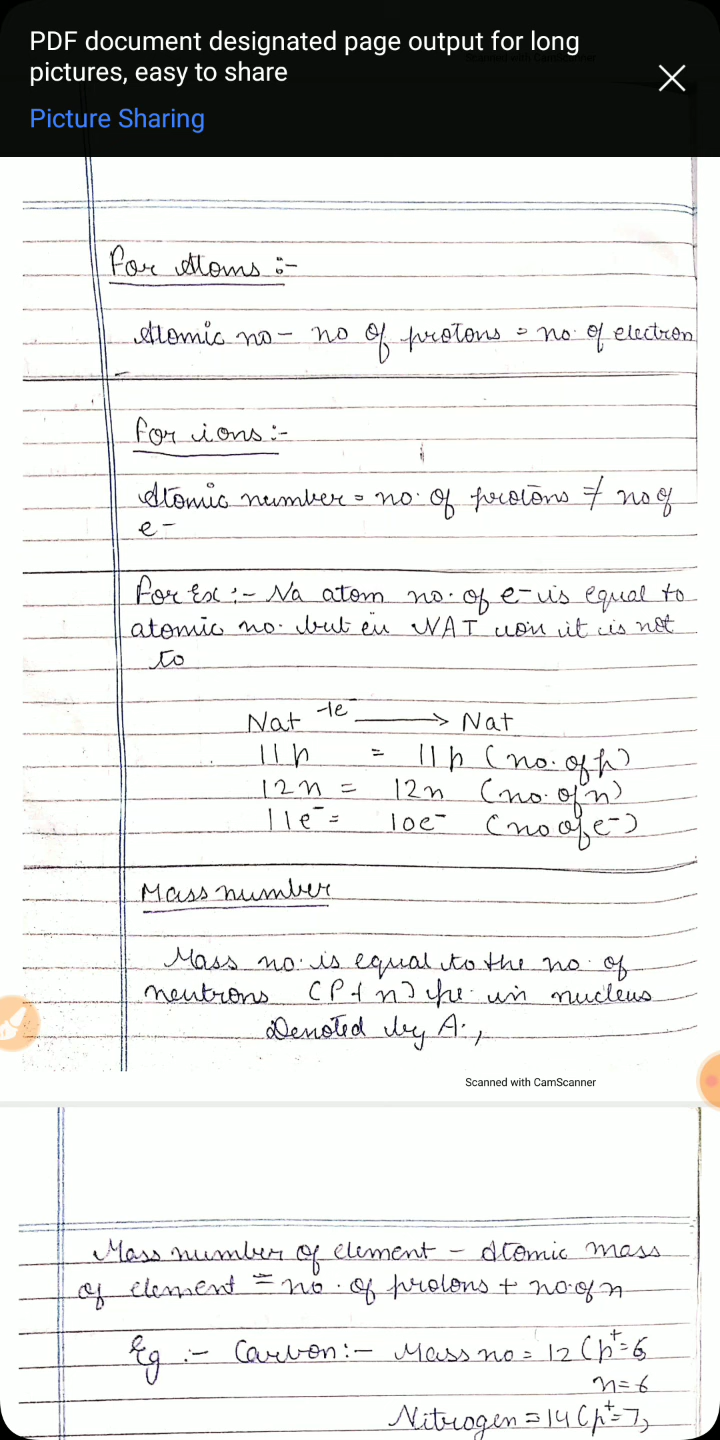 PDF document designated page output for long
pictures, easy to share
Picture Sharing
For Atoms :-
Atomic no - no of protons = no. of electron
For ions :-
Atomic number = no. of protons ≠ no of
e-
For Ex :- Na atom no. of e- is equal to
atomic no. but in NAT ion it is not
to
Nat -1e- → Nat
11p = 11p (no. of p)
12n = 12n (no. of n)
11e- = 10e- (no of e-)
Mass number
Mass no. is equal to the no. of
neutrons (P+n) in nucleus
Denoted by A.,
Scanned with CamScanner
Mass number of element - Atomic mass
of element = no. of protons + no. of n
Eg :- Carbon :- Mass no = 12 (p+ = 6
n = 6
Nitrogen = 14 (p+ = 7,